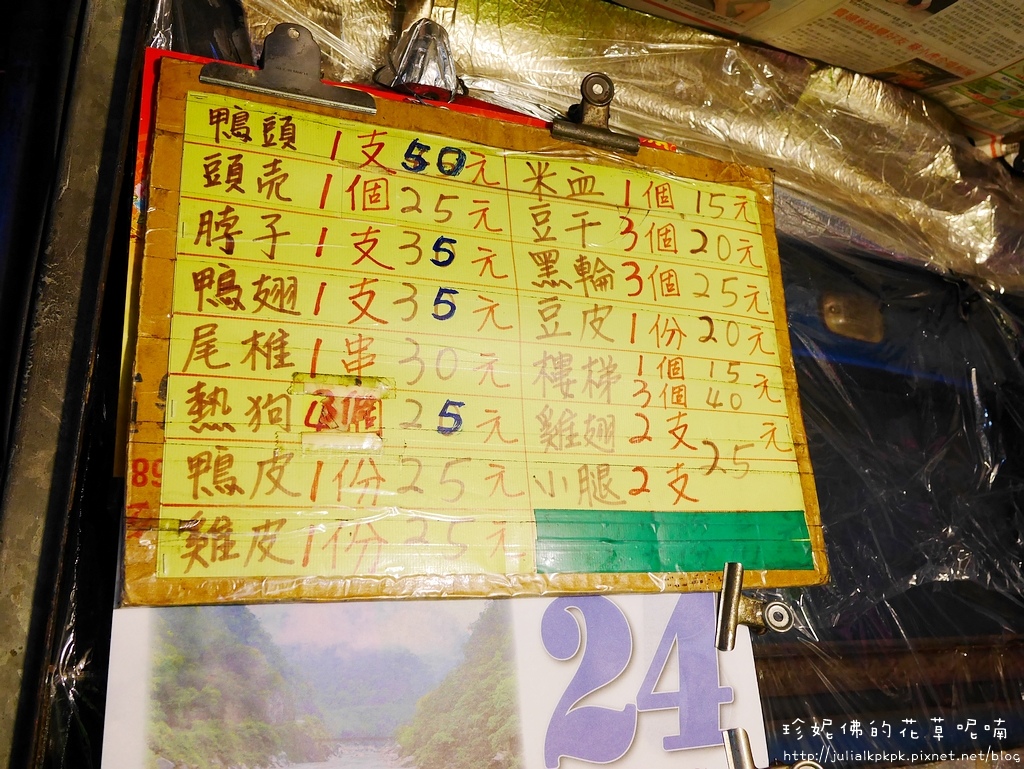 鴨頭 1支 50元
頭壳 1個 25元
脖子 1支 35元
鴨翅 1支 35元
尾椎 1串 30元
熱狗 個 25元
鴨皮 1份 25元
雞皮 1份 25元
米血 1個 15元
豆干 3個 20元
黑輪 3個 25元
豆皮 1份 20元
樓梯 1個 15元
3個 40
雞翅 2支 25元
小腿 2支
89
24
珍妮佛的花草呢喃
http://julialkpkpk.pixnet.net/blog